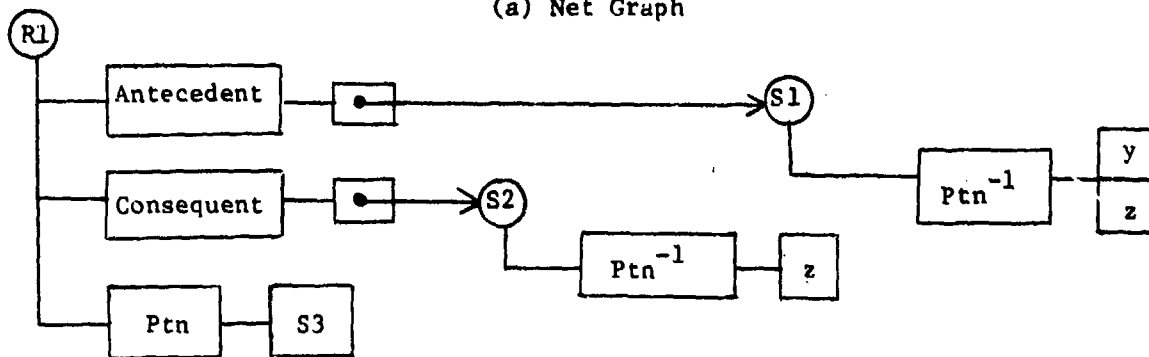 (a) Net Graph
R1
Antecedent
S1
y
Ptn⁻¹
z
Consequent
S2
Ptn⁻¹
z
Ptn
S3